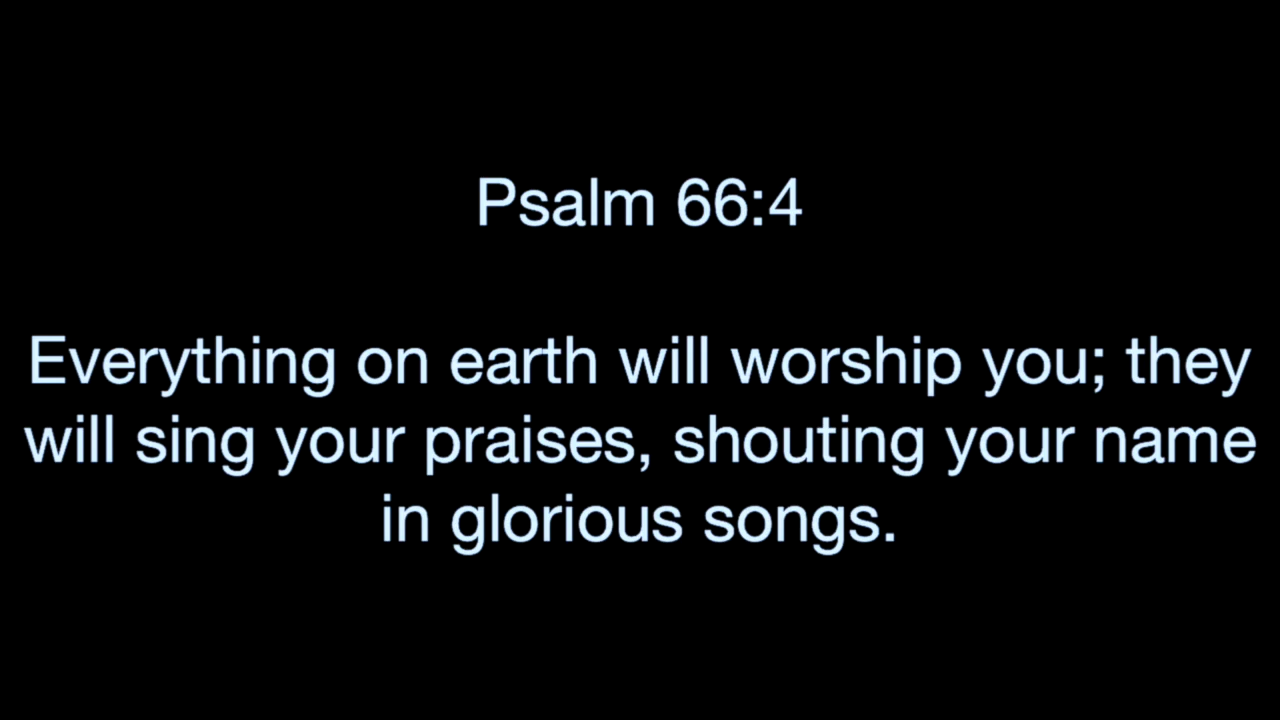 Psalm 66:4
Everything on earth will worship you; they
will sing your praises, shouting your name
in glorious songs.